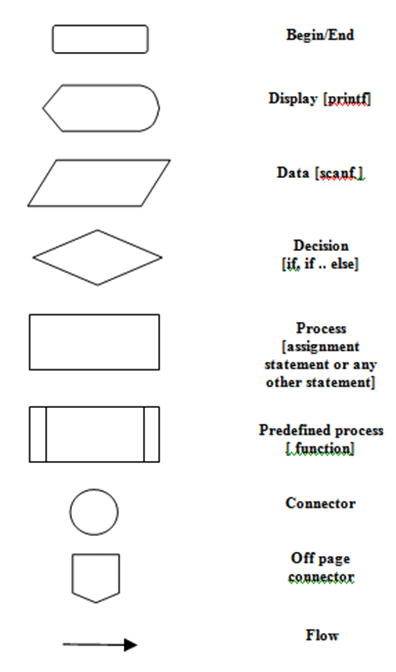 Begin/End
Display [printf]
Data [scanf ]
Decision
[if, if .. else]
Process
[assignment
statement or any
other statement]
Predefined process
[ function]
Connector
Off page
connector
Flow